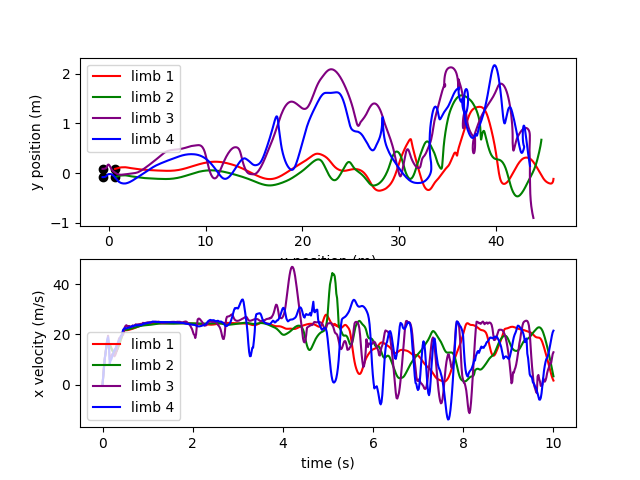 limb 1
limb 2
limb 3
limb 4
y position (m)
2
1
0
−1
0
10
20
30
40
x position (m)
limb 1
limb 2
limb 3
limb 4
x velocity (m/s)
40
20
0
0
2
4
6
8
10
time (s)